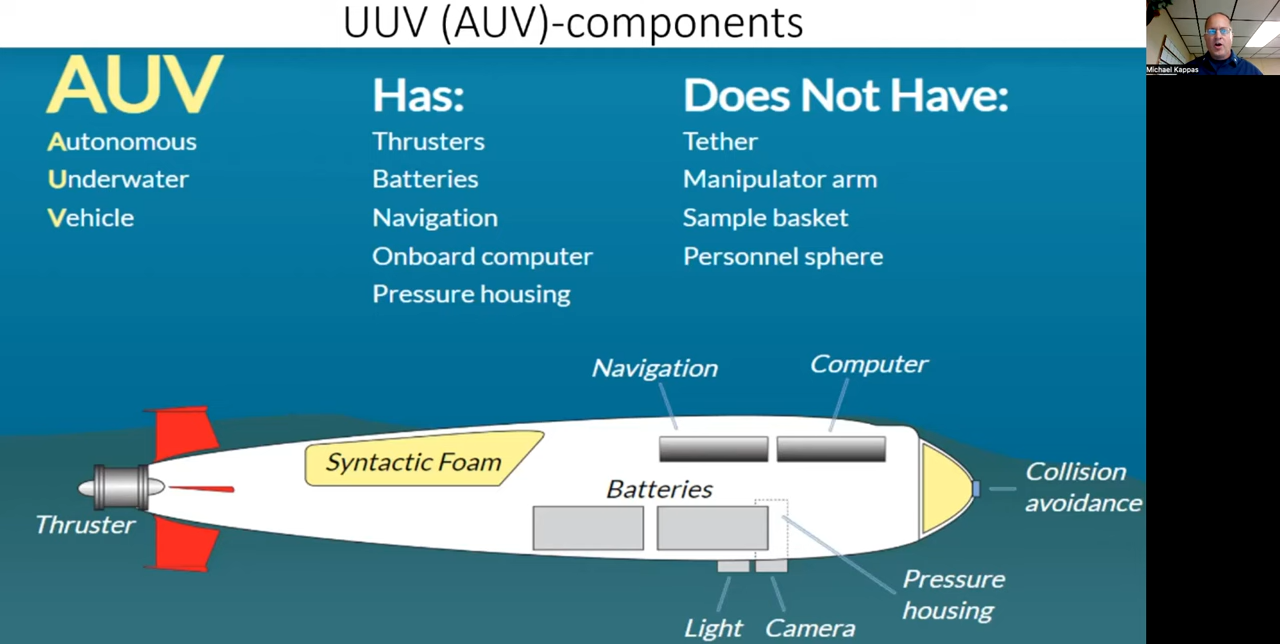 UUV (AUV)-components
Michael Kappas
AUV
Autonomous
Underwater
Vehicle
Has:
Thrusters
Batteries
Navigation
Onboard computer
Pressure housing
Does Not Have:
Tether
Manipulator arm
Sample basket
Personnel sphere
Navigation
Computer
Syntactic Foam
Batteries
Collision
avoidance
Thruster
Pressure
housing
Light
Camera